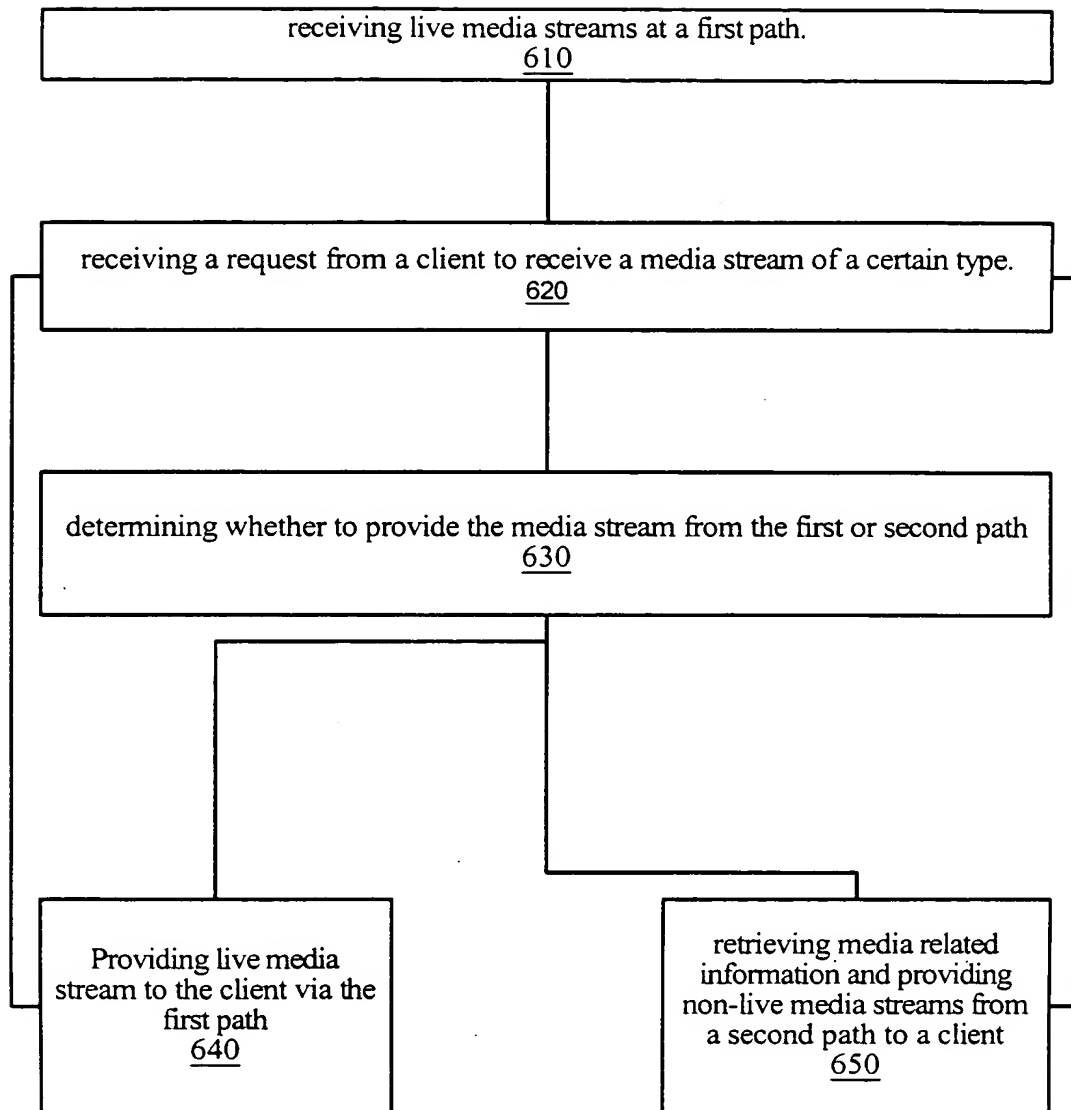 receiving live media streams at a first path.
610
receiving a request from a client to receive a media stream of a certain type.
620
determining whether to provide the media stream from the first or second path
630
Providing live media
stream to the client via the
first path
640
retrieving media related
information and providing
non-live media streams from
a second path to a client
650